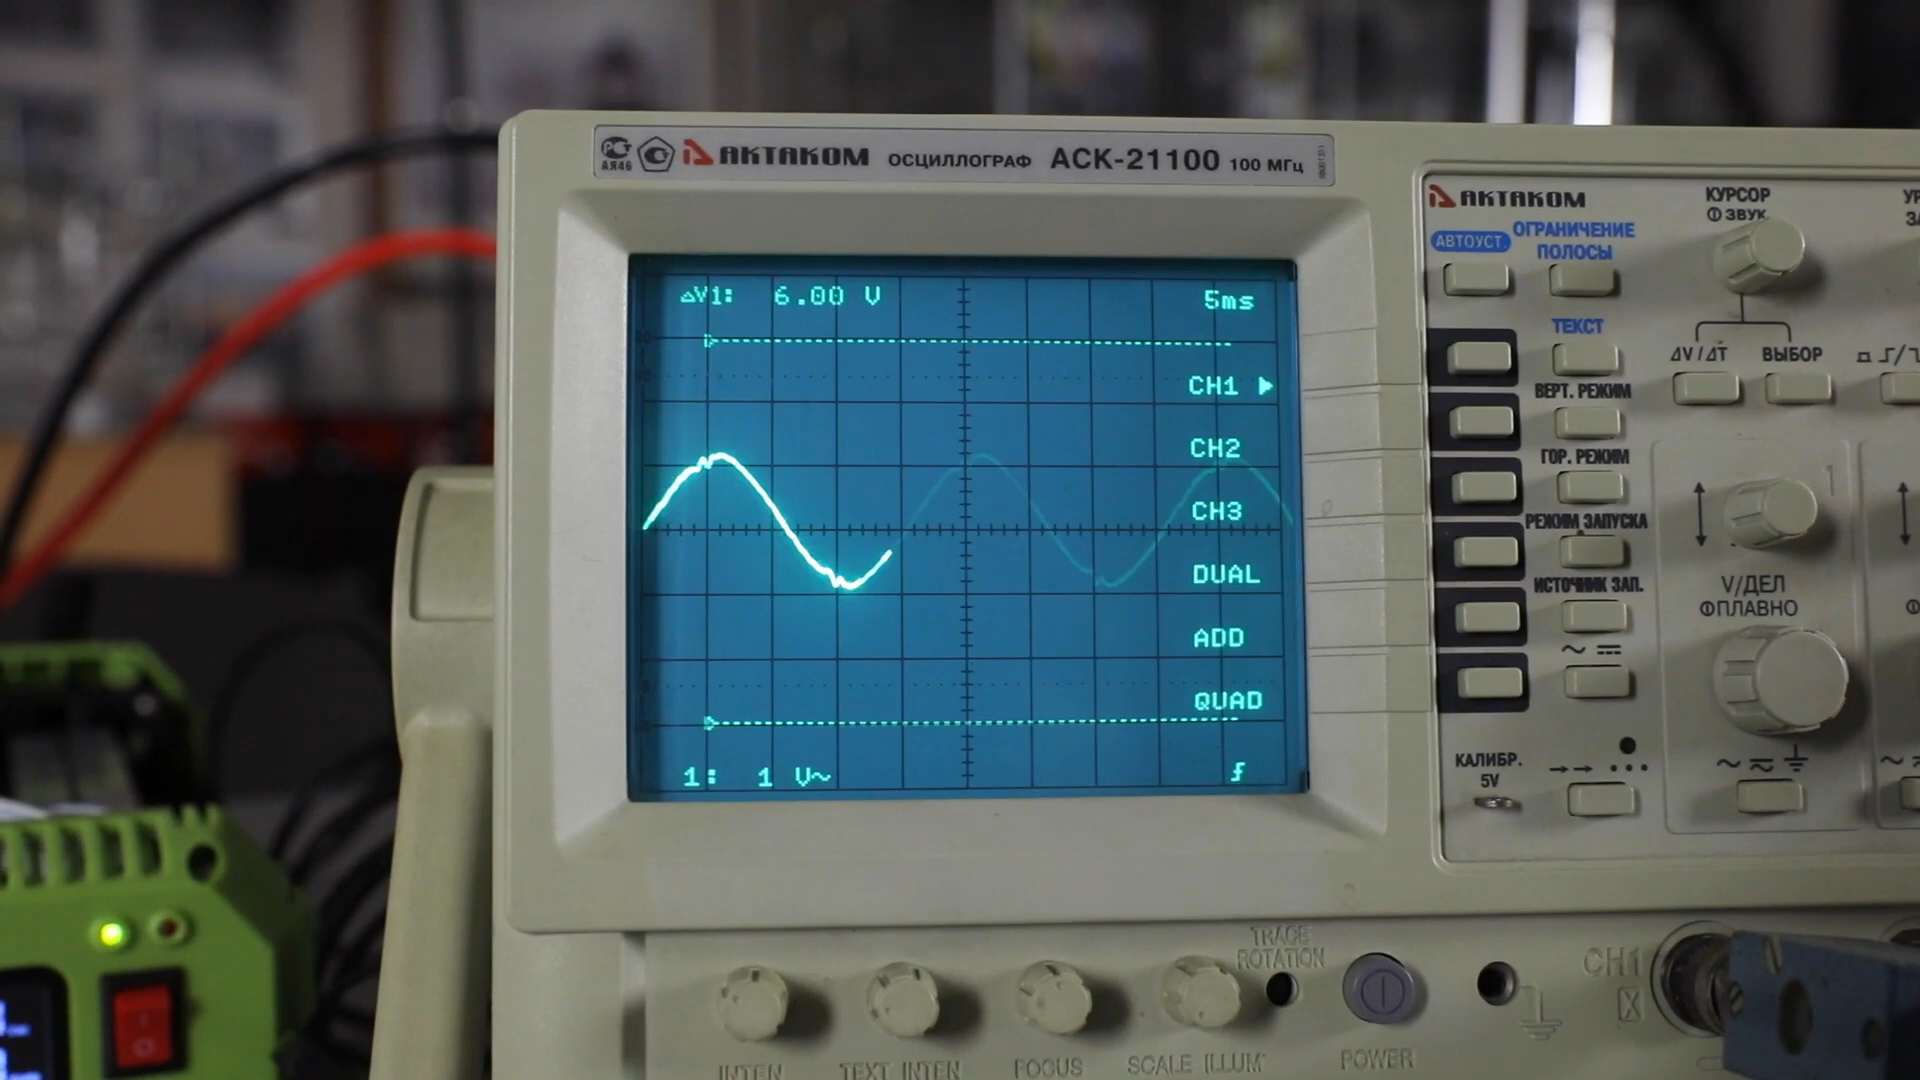 РСТ
АЯ46
АКТАКОМ ОСЦИЛЛОГРАФ АСК-21100 100 МГц
ΔV1: 6.00 V
5ms
CH1
CH2
CH3
DUAL
ADD
QUAD
1: 1 V~
АКТАКОМ
АВТОУСТ.
ОГРАНИЧЕНИЕ
ПОЛОСЫ
КУРСОР
ЗВУК
ТЕКСТ
ΔV/ΔT
ВЫБОР
ВЕРТ. РЕЖИМ
ГОР. РЕЖИМ
РЕЖИМ ЗАПУСКА
ИСТОЧНИК ЗАП.
V/ДЕЛ
ПЛАВНО
КАЛИБР.
5V
TRACE
ROTATION
CH1
X
INTEN
TEXT INTEN
FOCUS
SCALE ILLUM
POWER